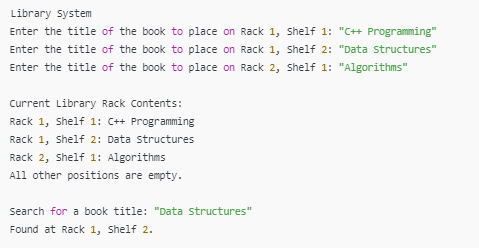 Library System
Enter the title of the book to place on Rack 1, Shelf 1: "C++ Programming"
Enter the title of the book to place on Rack 1, Shelf 2: "Data Structures"
Enter the title of the book to place on Rack 2, Shelf 1: "Algorithms"
Current Library Rack Contents:
Rack 1, Shelf 1: C++ Programming
Rack 1, Shelf 2: Data Structures
Rack 2, Shelf 1: Algorithms
All other positions are empty.
Search for a book title: "Data Structures"
Found at Rack 1, Shelf 2.